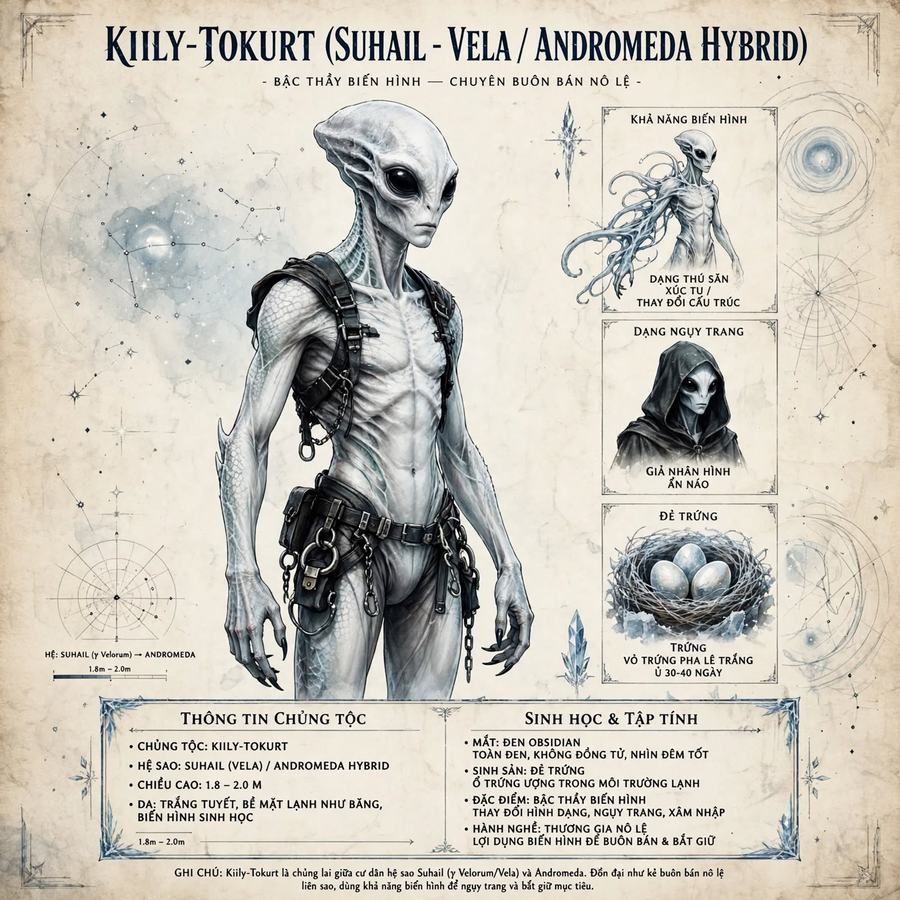 KIILY-TOKURT (SUHAIL - VELA / ANDROMEDA HYBRID)
- BẬC THẦY BIẾN HÌNH — CHUYÊN BUÔN BÁN NÔ LỆ -
KHẢ NĂNG BIẾN HÌNH
DẠNG THÚ SĂN
XÚC TU /
THAY ĐỔI CẤU TRÚC
DẠNG NGỤY TRANG
GIẢ NHÂN HÌNH
ẨN NÁO
ĐẺ TRỨNG
TRỨNG
VỎ TRỨNG PHA LÊ TRẮNG
Ủ 30-40 NGÀY
HỆ: SUHAIL (γ Velorum) → ANDROMEDA
1.8m – 2.0m
THÔNG TIN CHỦNG TỘC
• CHỦNG TỘC: KIILY-TOKURT
• HỆ SAO: SUHAIL (VELA) / ANDROMEDA HYBRID
• CHIỀU CAO: 1.8 – 2.0 M
• DA: TRẮNG TUYẾT, BỀ MẶT LẠNH NHƯ BĂNG,
BIẾN HÌNH SINH HỌC
1.8m – 2.0m
SINH HỌC & TẬP TÍNH
• MẮT: ĐEN OBSIDIAN
TOÀN ĐEN, KHÔNG ĐỒNG TỬ, NHÌN ĐÊM TỐT
• SINH SẢN: ĐẺ TRỨNG
Ổ TRỨNG LƯỢNG TRONG MÔI TRƯỜNG LẠNH
• ĐẶC ĐIỂM: BẬC THẦY BIẾN HÌNH
THAY ĐỔI HÌNH DẠNG, NGỤY TRANG, XÂM NHẬP
• HÀNH NGHỀ: THƯƠNG GIA NÔ LỆ
LỢI DỤNG BIẾN HÌNH ĐỂ BUÔN BÁN & BẮT GIỮ
GHI CHÚ: Kiily-Tokurt là chủng lai giữa cư dân hệ sao Suhail (γ Velorum/Vela) và Andromeda. Đồn đại như kẻ buôn bán nô lệ
liên sao, dùng khả năng biến hình để ngụy trang và bắt giữ mục tiêu.